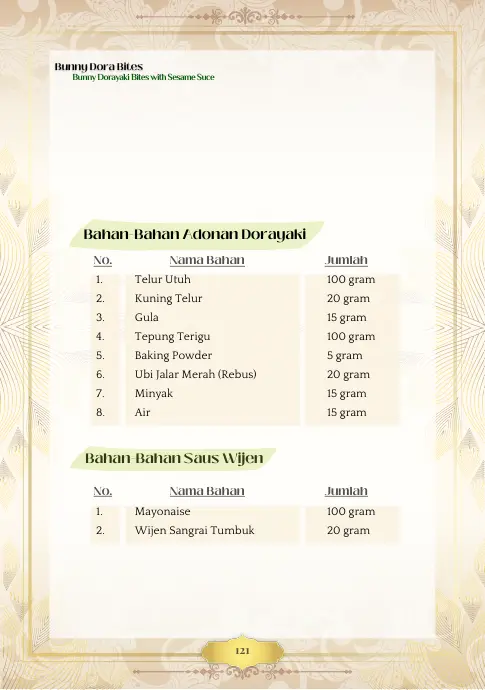 Bunny Dora Bites
Bunny Dorayaki Bites with Sesame Suce
Bahan-Bahan Adonan Dorayaki
No. Nama Bahan Jumlah
1. Telur Utuh 100 gram
2. Kuning Telur 20 gram
3. Gula 15 gram
4. Tepung Terigu 100 gram
5. Baking Powder 5 gram
6. Ubi Jalar Merah (Rebus) 20 gram
7. Minyak 15 gram
8. Air 15 gram
Bahan-Bahan Saus Wijen
No. Nama Bahan Jumlah
1. Mayonaise 100 gram
2. Wijen Sangrai Tumbuk 20 gram
121